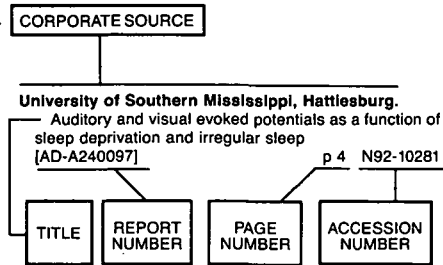 CORPORATE SOURCE
University of Southern Mississippi, Hattiesburg.
Auditory and visual evoked potentials as a function of
sleep deprivation and irregular sleep
[AD-A240097] p 4 N92-10281
TITLE
REPORT NUMBER
PAGE NUMBER
ACCESSION NUMBER